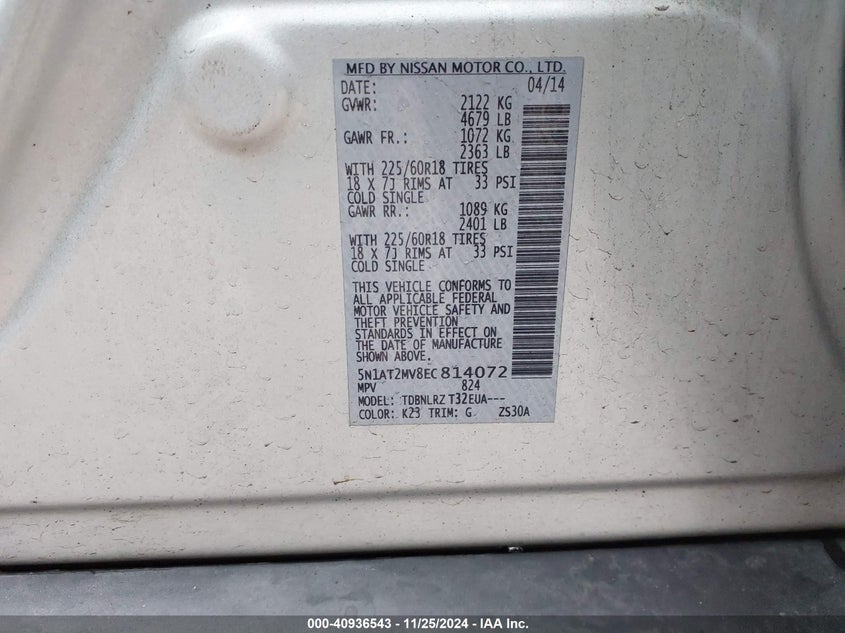 MFD BY NISSAN MOTOR CO., LTD.
DATE: 04/14
GVWR: 2122 KG
4679 LB
GAWR FR.: 1072 KG
2363 LB
WITH 225/60R18 TIRES
18 X 7J RIMS AT 33 PSI
COLD SINGLE
GAWR RR.: 1089 KG
2401 LB
WITH 225/60R18 TIRES
18 X 7J RIMS AT 33 PSI
COLD SINGLE
THIS VEHICLE CONFORMS TO
ALL APPLICABLE FEDERAL
MOTOR VEHICLE SAFETY AND
THEFT PREVENTION
STANDARDS IN EFFECT ON
THE DATE OF MANUFACTURE
SHOWN ABOVE.
5N1AT2MV8EC814072
MPV 824
MODEL: TDBNLRZ T32EUA---
COLOR: K23 TRIM: G ZS30A
000-40936543 - 11/25/2024 - IAA Inc.